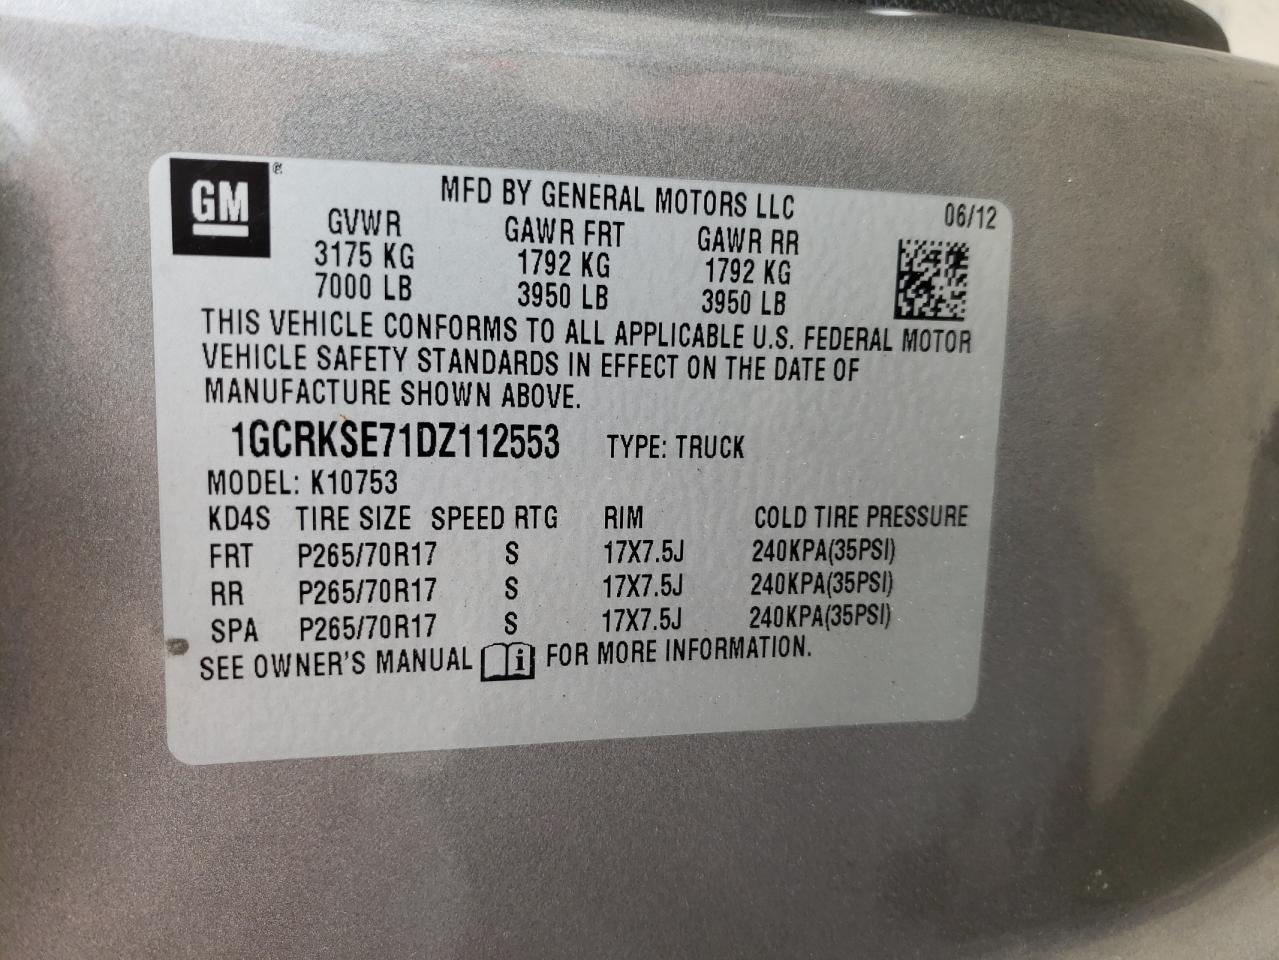 GM ®
MFD BY GENERAL MOTORS LLC
06/12
GVWR GAWR FRT GAWR RR
3175 KG 1792 KG 1792 KG
7000 LB 3950 LB 3950 LB
THIS VEHICLE CONFORMS TO ALL APPLICABLE U.S. FEDERAL MOTOR
VEHICLE SAFETY STANDARDS IN EFFECT ON THE DATE OF
MANUFACTURE SHOWN ABOVE.
1GCRKSE71DZ112553 TYPE: TRUCK
MODEL: K10753
KD4S TIRE SIZE SPEED RTG RIM COLD TIRE PRESSURE
FRT P265/70R17 S 17X7.5J 240KPA(35PSI)
RR P265/70R17 S 17X7.5J 240KPA(35PSI)
SPA P265/70R17 S 17X7.5J 240KPA(35PSI)
SEE OWNER'S MANUAL i FOR MORE INFORMATION.